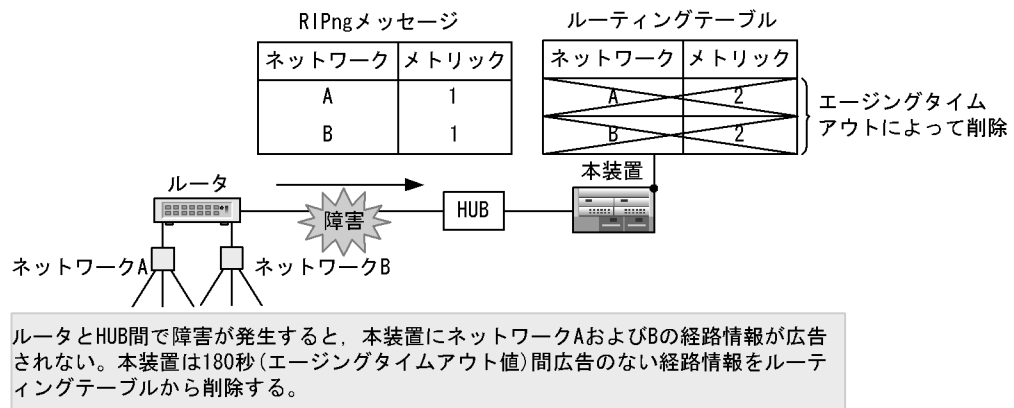 RIPngメッセージ
ネットワーク メトリック
A 1
B 1
ルーティングテーブル
ネットワーク メトリック
A 2
B 2
エージングタイム
アウトによって削除
本装置
ルータ
障害
HUB
ネットワークA
ネットワークB
ルータとHUB間で障害が発生すると，本装置にネットワークAおよびBの経路情報が広告
されない。本装置は180秒(エージングタイムアウト値)間広告のない経路情報をルーテ
ィングテーブルから削除する。